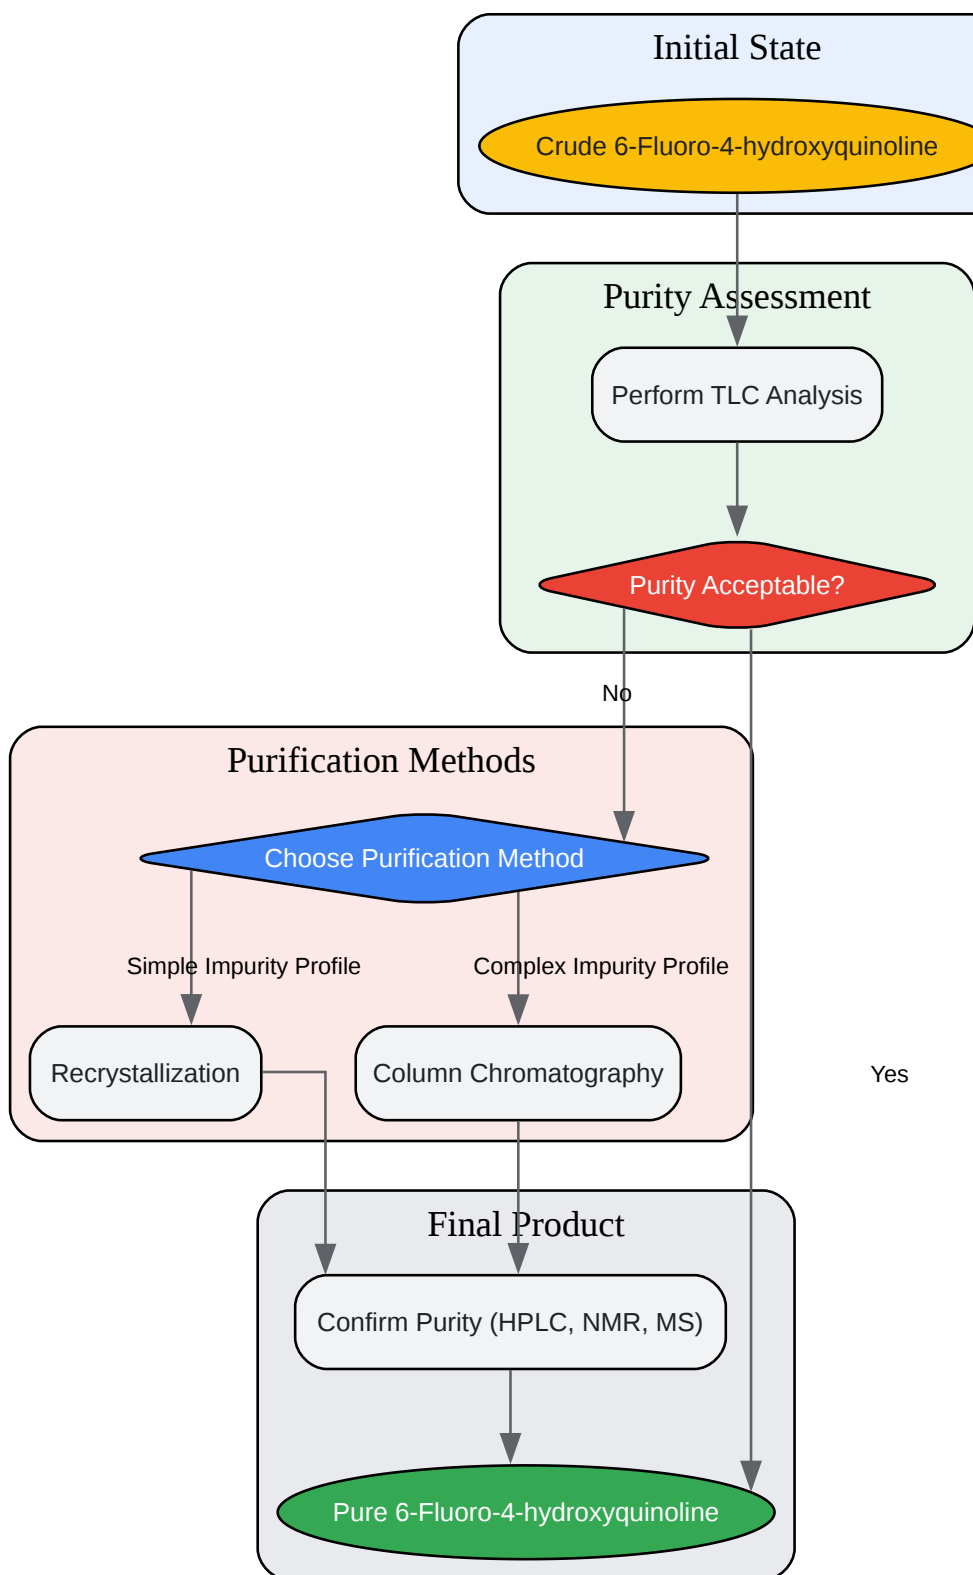 Initial State
Crude 6-Fluoro-4-hydroxyquinoline
Purity Assessment
Perform TLC Analysis
Purity Acceptable?
No
Purification Methods
Choose Purification Method
Simple Impurity Profile
Complex Impurity Profile
Recrystallization
Column Chromatography
Yes
Final Product
Confirm Purity (HPLC, NMR, MS)
Pure 6-Fluoro-4-hydroxyquinoline